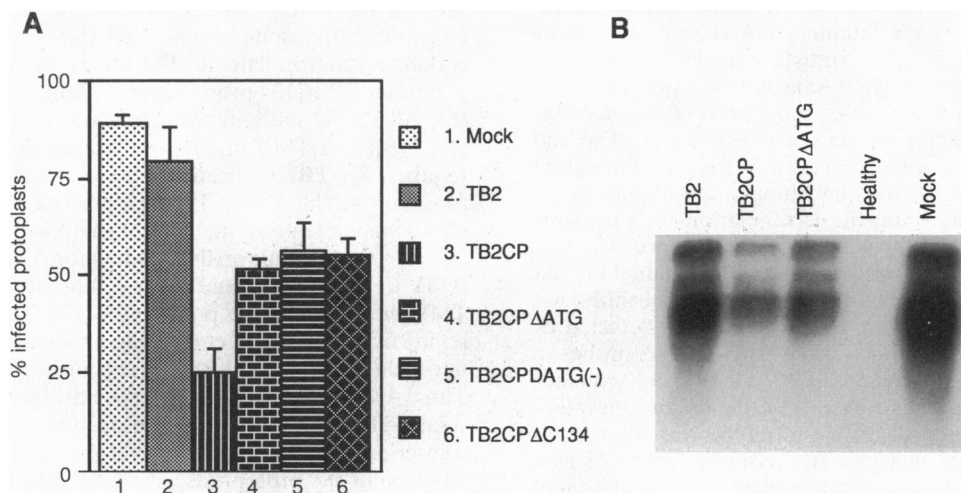 A
B
% infected protoplasts
100
75
50
25
0
1 2 3 4 5 6
1. Mock
2. TB2
3. TB2CP
4. TB2CPΔATG
5. TB2CPDATG(-)
6. TB2CPΔC134
TB2
TB2CP
TB2CPΔATG
Healthy
Mock